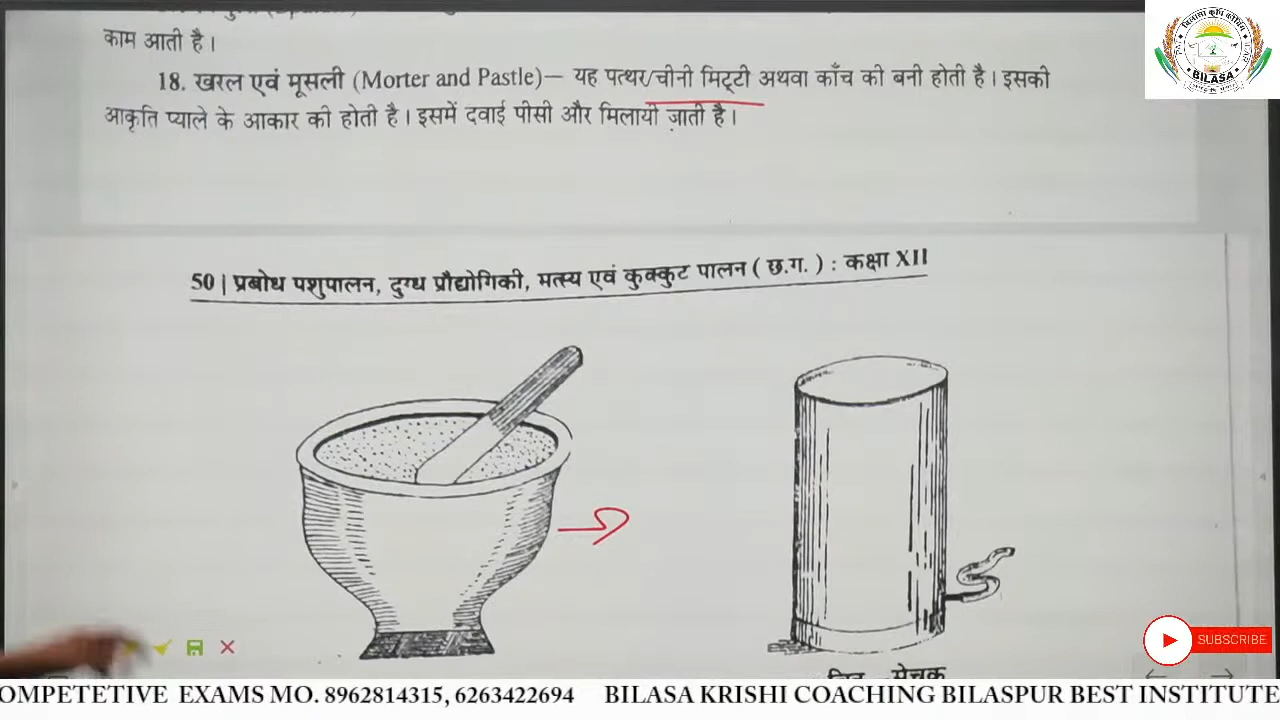 काम आती है।
18. खरल एवं मूसली (Morter and Pastle)— यह पत्थर/चीनी मिट्टी अथवा काँच की बनी होती है। इसकी
आकृति प्याले के आकार की होती है। इसमें दवाई पीसी और मिलायी जाती है।
50 | प्रबोध पशुपालन, दुग्ध प्रौद्योगिकी, मत्स्य एवं कुक्कुट पालन ( छ.ग. ) : कक्षा XII
BILASA
SUBSCRIBE
OMPETETIVE EXAMS MO. 8962814315, 6263422694 BILASA KRISHI COACHING BILASPUR BEST INSTITUTE